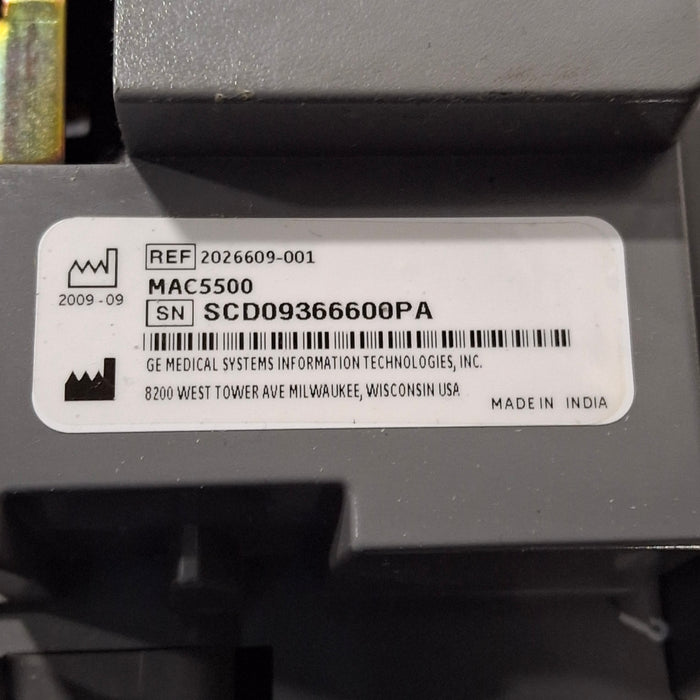 REF 2026609-001
2009-09
MAC5500
SN SCD09366600PA
GE MEDICAL SYSTEMS INFORMATION TECHNOLOGIES, INC.
8200 WEST TOWER AVE MILWAUKEE, WISCONSIN USA
MADE IN INDIA